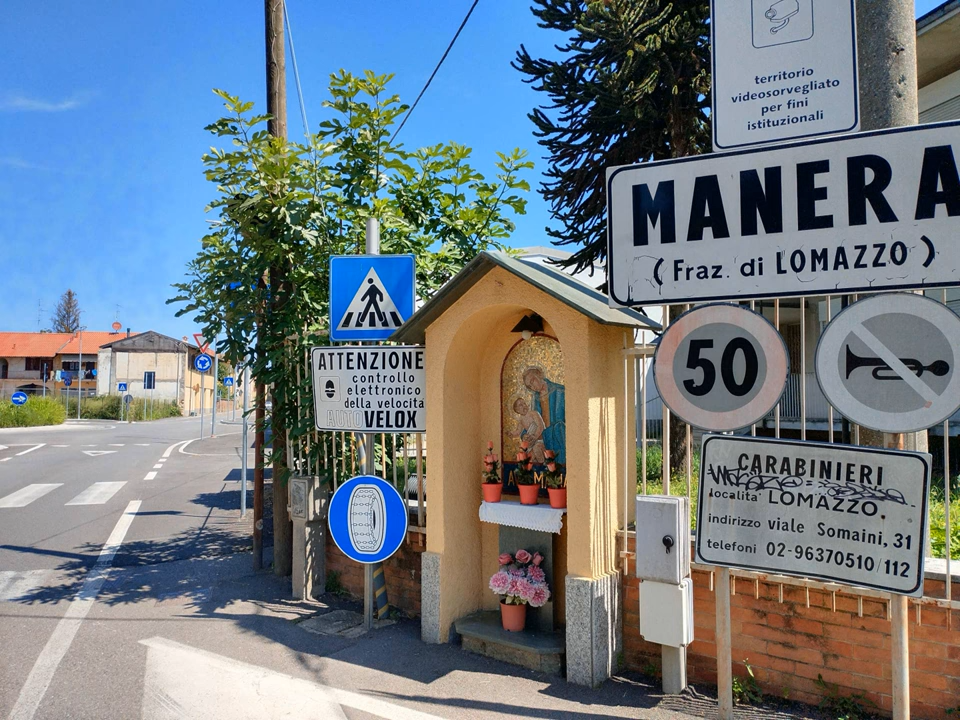 territorio
videosorvegliato
per fini
istituzionali
MANERA
(Fraz. di LOMAZZO)
50
ATTENZIONE
controllo
elettronico
della velocità
AUTOVELOX
CARABINIERI
località LOMAZZO.
indirizzo viale Somaini, 31
telefoni 02-96370510/112